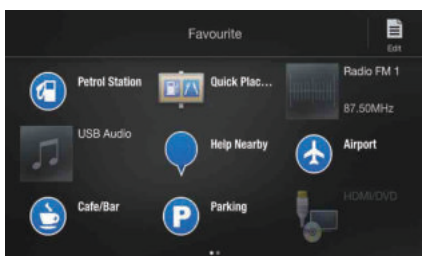 Favourite
Edit
Petrol Station
Quick Plac...
Radio FM 1
87.50MHz
USB Audio
Help Nearby
Airport
Cafe/Bar
P
Parking
HDMI/DVD